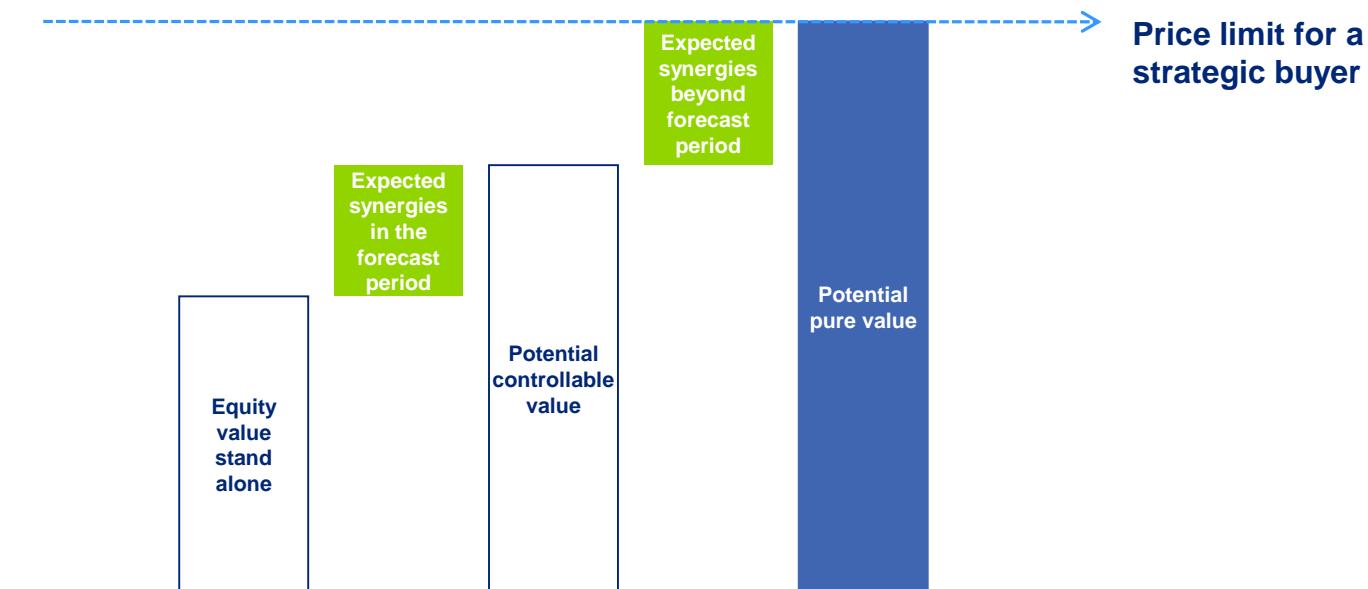 Price limit for a
strategic buyer
Expected
synergies
beyond
forecast
period
Expected
synergies
in the
forecast
period
Potential
pure value
Potential
controllable
value
Equity
value
stand
alone